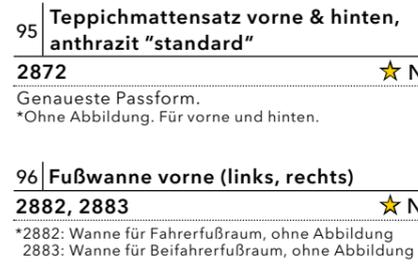 95 Teppichmattensatz vorne & hinten,
anthrazit "standard"
2872 N
Genaueste Passform.
*Ohne Abbildung. Für vorne und hinten.
96 Fußwanne vorne (links, rechts)
2882, 2883 N
*2882: Wanne für Fahrerfußraum, ohne Abbildung
2883: Wanne für Beifahrerfußraum, ohne Abbildung